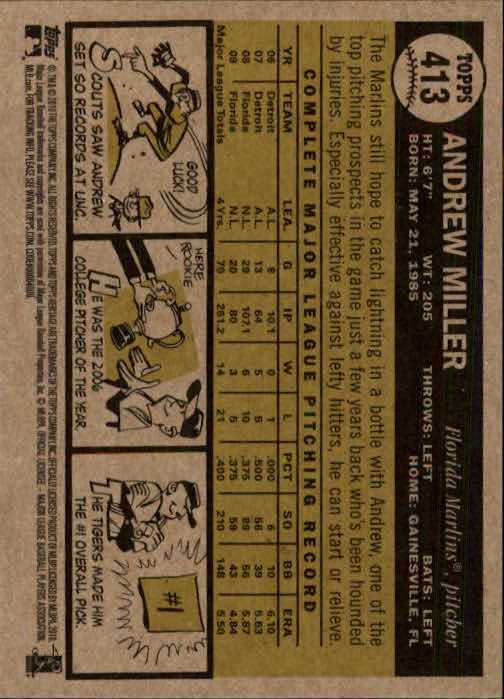 TOPPS
413
ANDREW MILLER
Florida Marlins®, pitcher
HT: 6'7" WT: 205 THROWS: LEFT BATS: LEFT
BORN: MAY 21, 1985 HOME: GAINESVILLE, FL
The Marlins still hope to catch lightning in a bottle with Andrew, one of the
top pitching prospects in the game just a few years back who's been hounded
by injuries. Especially effective against lefty hitters, he can start or relieve.
COMPLETE MAJOR LEAGUE PITCHING RECORD
YR TEAM LEA. G IP W L PCT SO BB ERA
06 Detroit A.L. 8 10.1 0 1 .000 6 10 6.10
07 Detroit A.L. 13 64 5 5 .500 56 39 5.63
08 Florida N.L. 29 107.1 6 10 .375 89 56 5.87
09 Florida N.L. 20 80 3 5 .375 59 43 4.84
Major League Totals 4 Yrs. 70 261.2 14 21 .400 210 148 5.50
GOOD LUCK!
SCOUTS SAW ANDREW
SET SO RECORDS AT UNC.
HERE ROOKIE
HE WAS THE 2006
COLLEGE PITCHER OF THE YEAR.
#1
THE TIGERS MADE HIM
THE #1 OVERALL PICK.
Topps